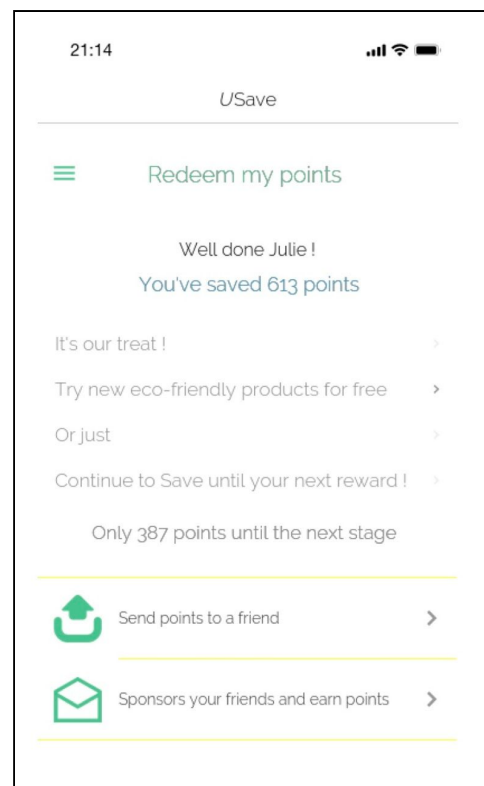 21:14
USave
Redeem my points
Well done Julie !
You've saved 613 points
It's our treat !
Try new eco-friendly products for free
Or just
Continue to Save until your next reward !
Only 387 points until the next stage
Send points to a friend
Sponsors your friends and earn points